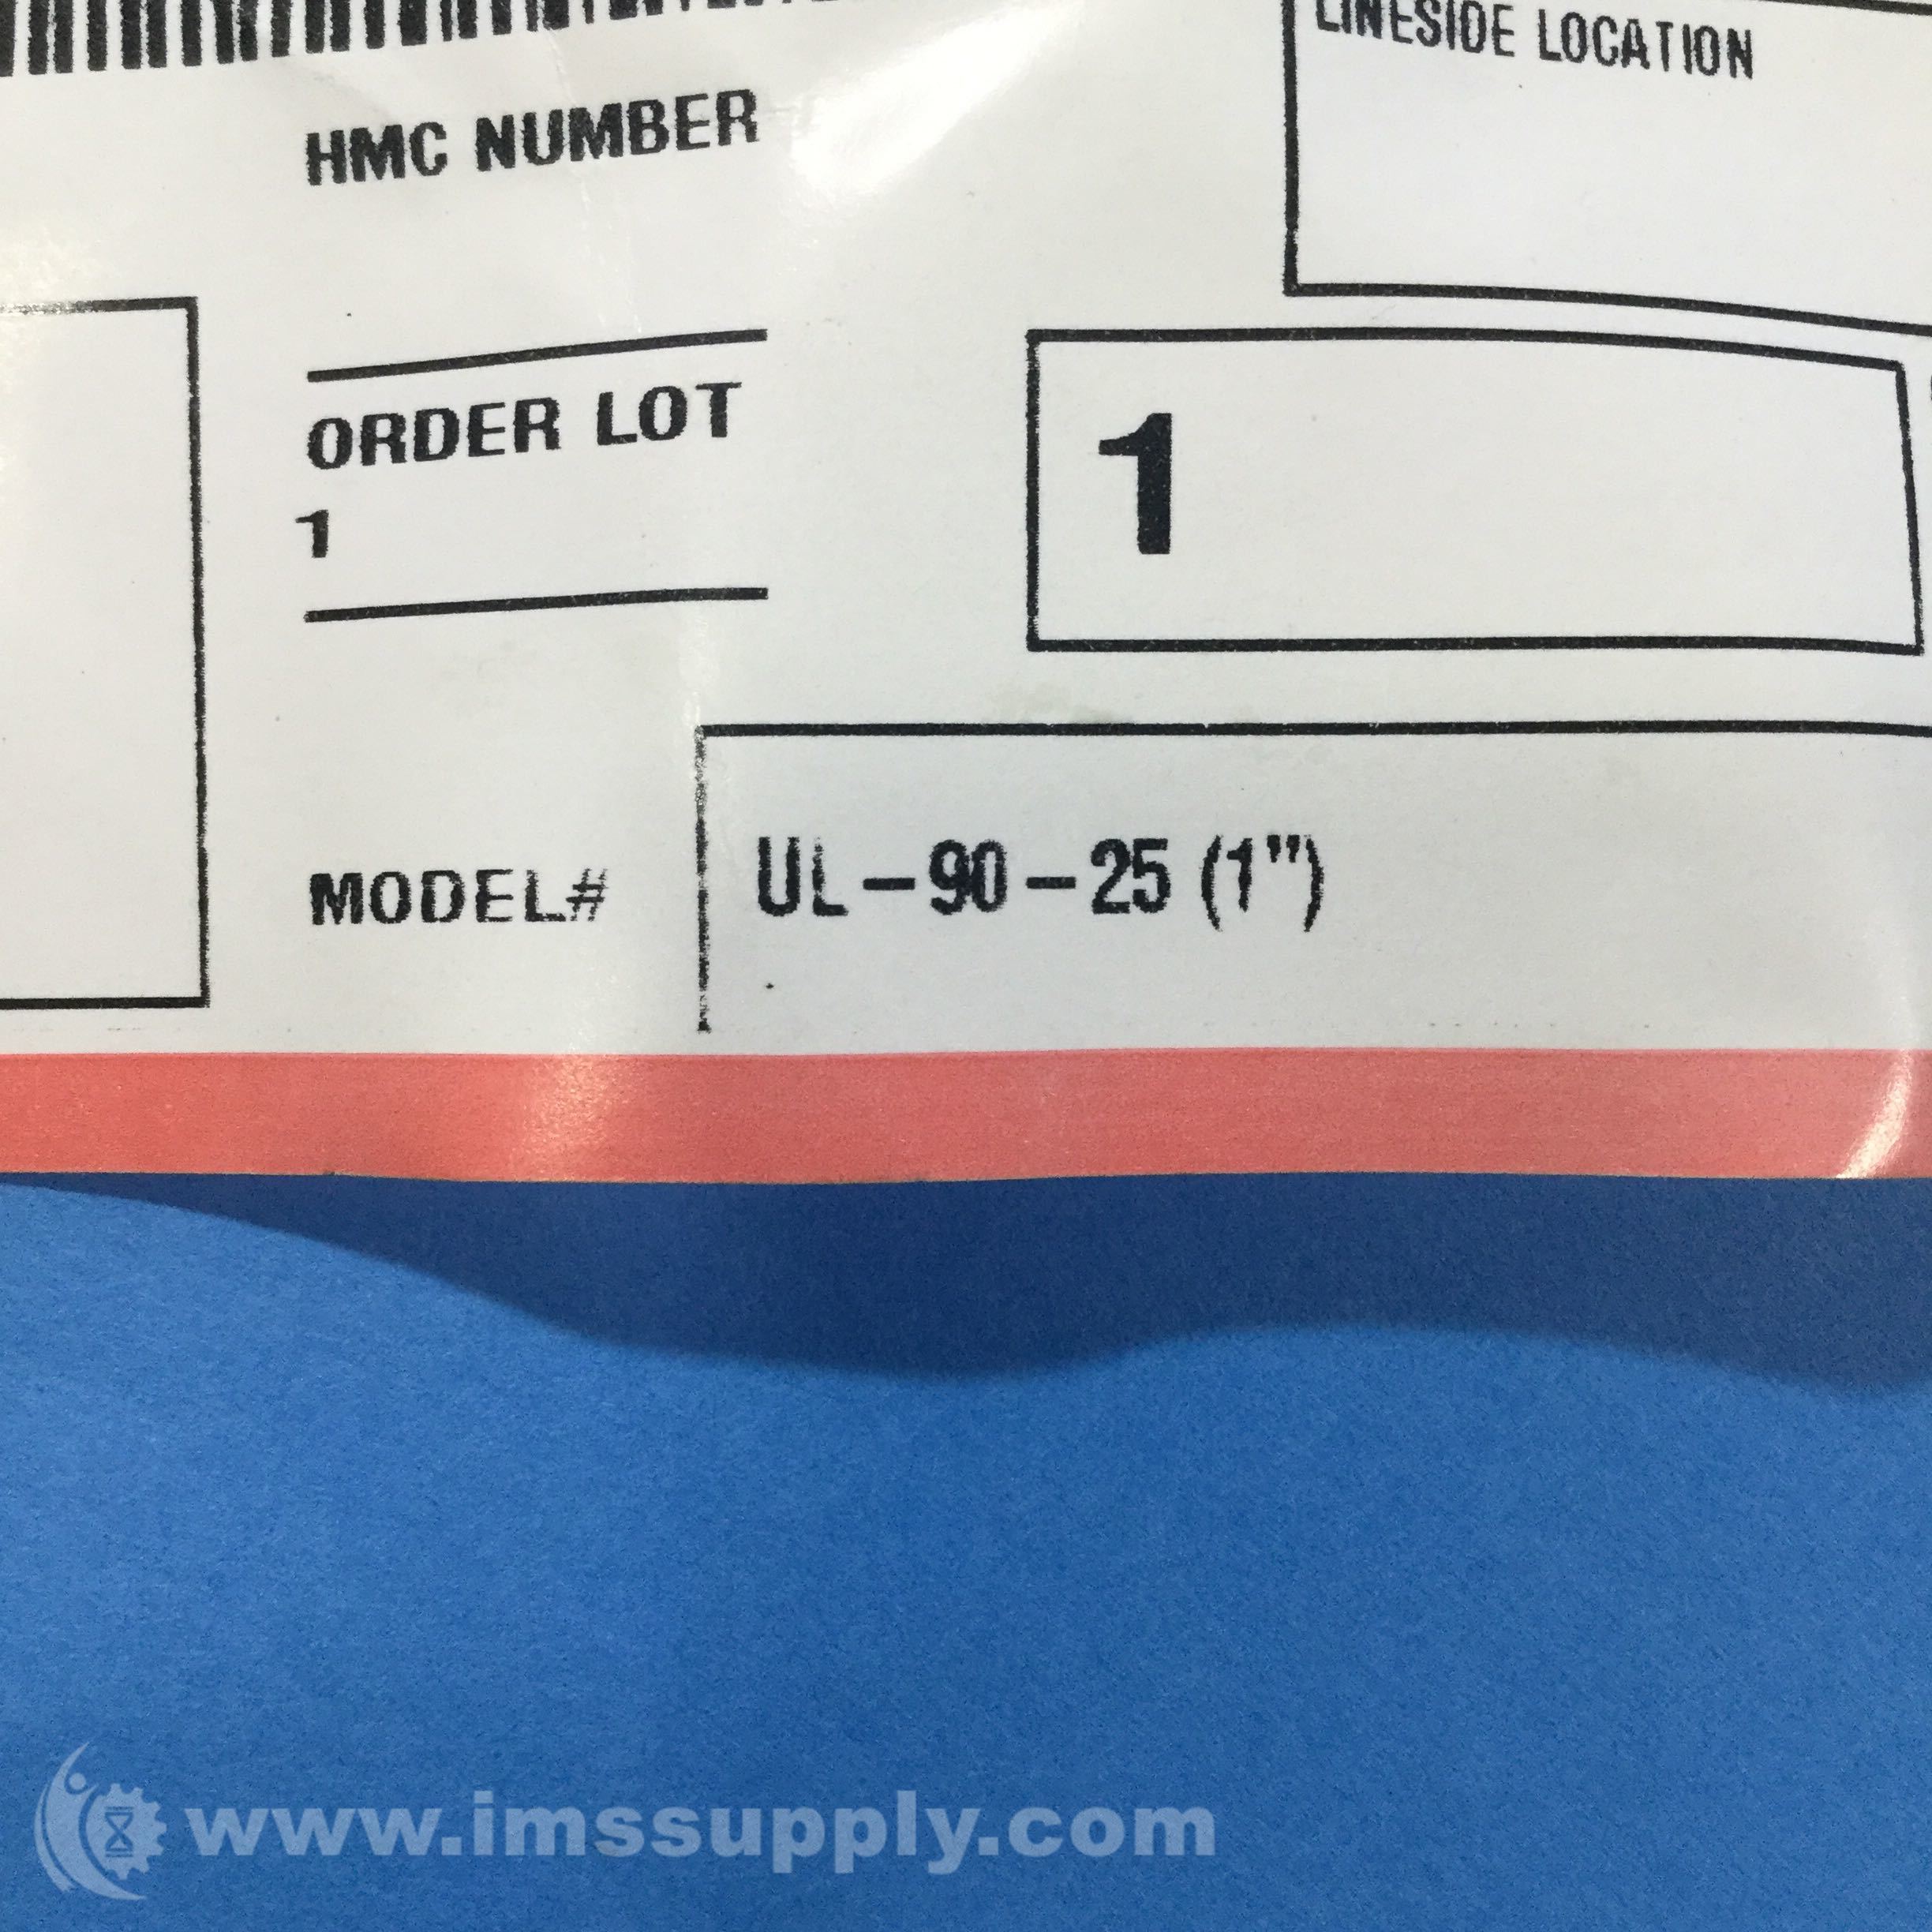 LINESIDE LOCATION
HMC NUMBER
ORDER LOT
1
1
MODEL# UL-90-25 (1")
www.imssupply.com